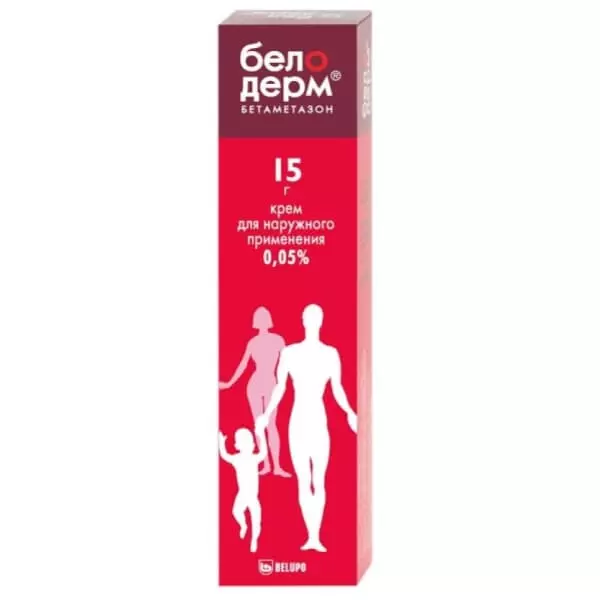 бело
дерм®
БЕТАМЕТАЗОН
15
г
крем
для наружного
применения
0,05%
BELUPO